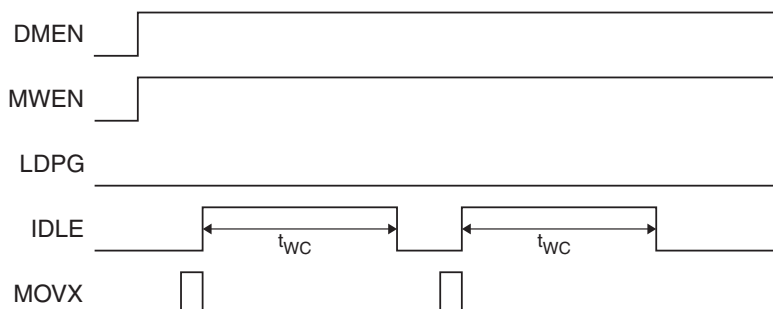 DMEN
MWEN
LDPG
IDLE
tWC tWC
MOVX